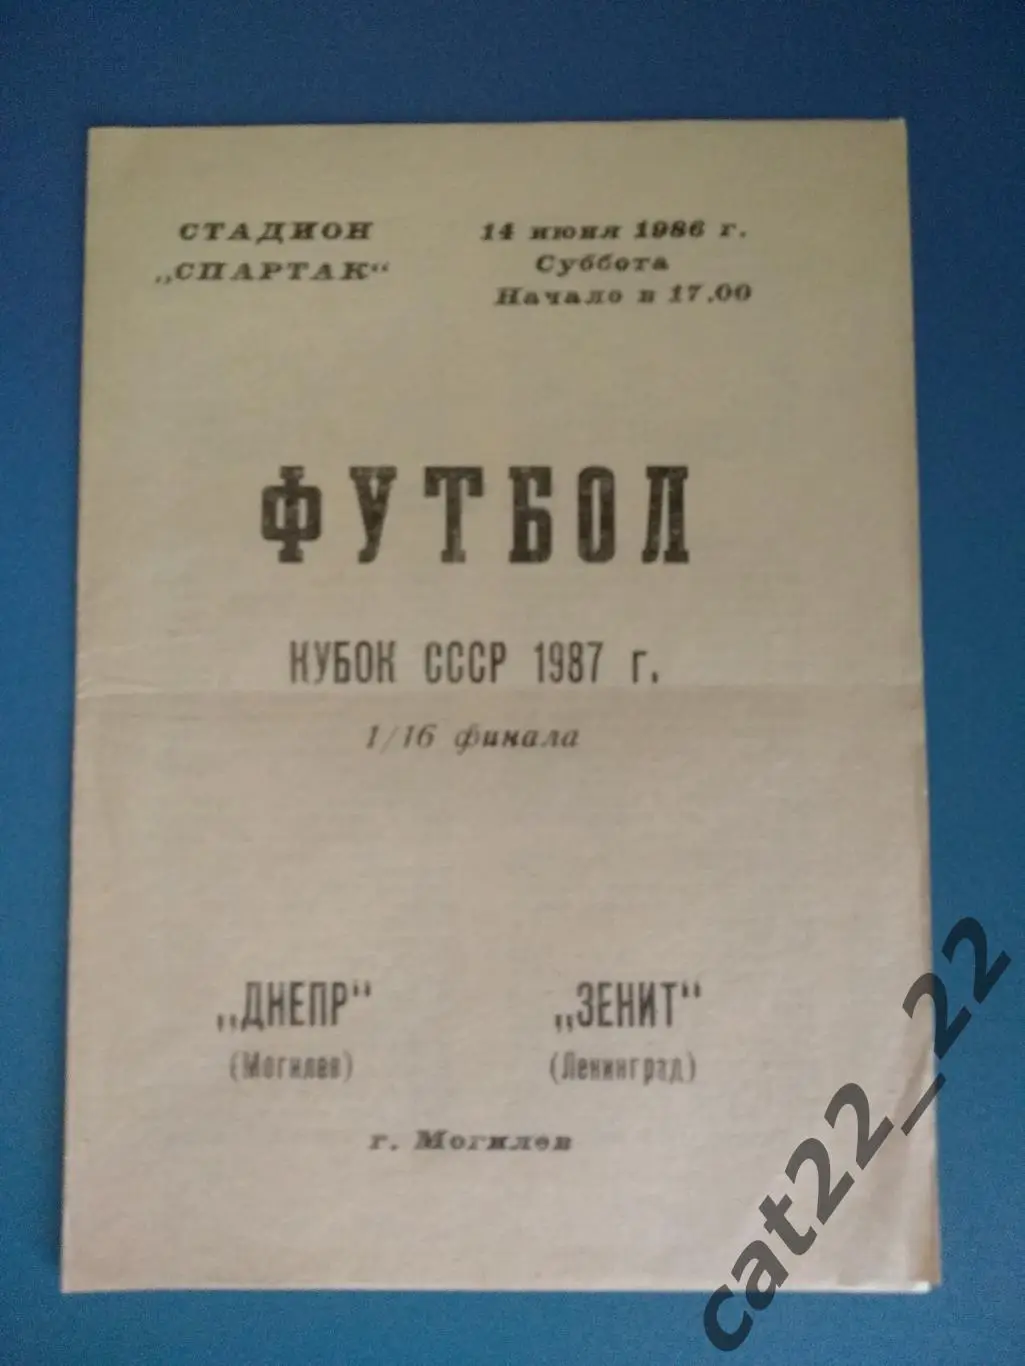 СТАДИОН
„СПАРТАК“
14 июня 1986 г.
Суббота
Начало в 17.00
ФУТБОЛ
КУБОК СССР 1987 г.
1/16 финала
„ДНЕПР“
(Могилев)
„ЗЕНИТ“
(Ленинград)
г. Могилев
cat22_22